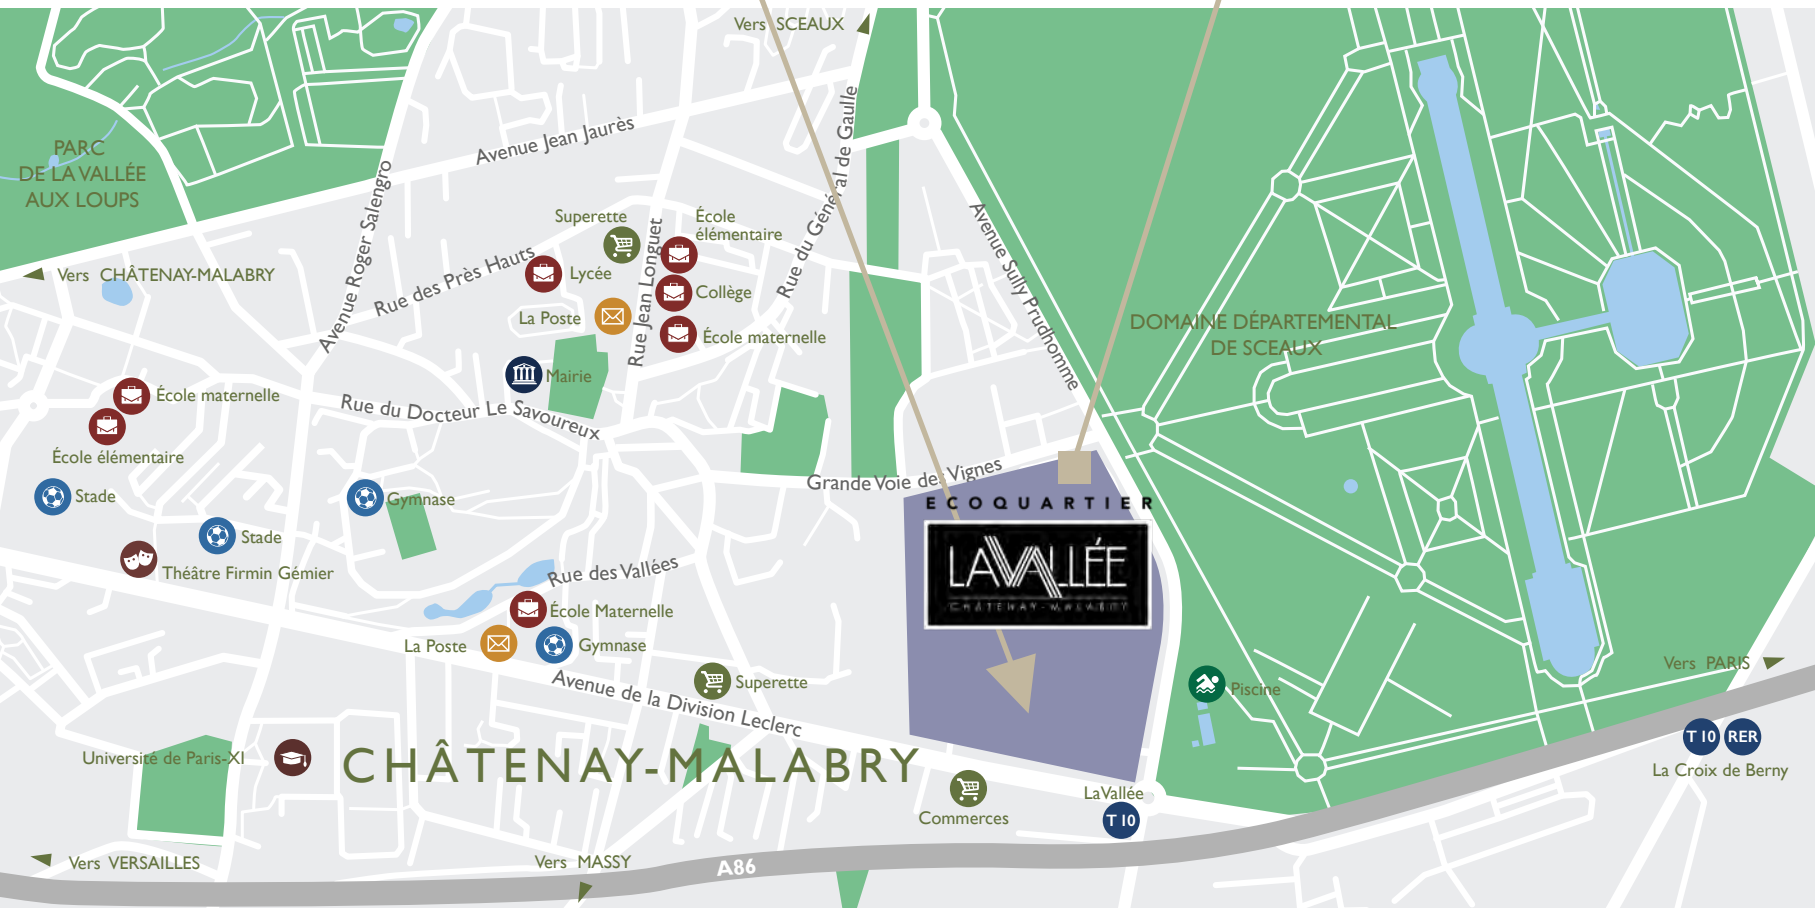 Vers SCEAUX
Avenue Jean Jaurès
Rue du Général de Gaulle
PARC
DE LA VALLÉE
AUX LOUPS
Avenue Roger Salengro
Superette
École
élémentaire
Avenue Sully Prudhomme
Vers CHÂTENAY-MALABRY
Rue des Près Hauts
Lycée
Rue Jean Longuet
Collège
La Poste
École maternelle
DOMAINE DÉPARTEMENTAL
DE SCEAUX
Mairie
École maternelle
Rue du Docteur Le Savoureux
École élémentaire
Stade
Gymnase
Grande Voie des Vignes
ECOQUARTIER
LAVALLÉE
CHÂTENAY-MALABRY
Stade
Théâtre Firmin Gémier
Rue des Vallées
École Maternelle
La Poste
Gymnase
Avenue de la Division Leclerc
Superette
Piscine
Vers PARIS
T 10
RER
La Croix de Berny
Université de Paris-XI
CHÂTENAY-MALABRY
Commerces
LaVallée
T 10
Vers VERSAILLES
Vers MASSY
A86